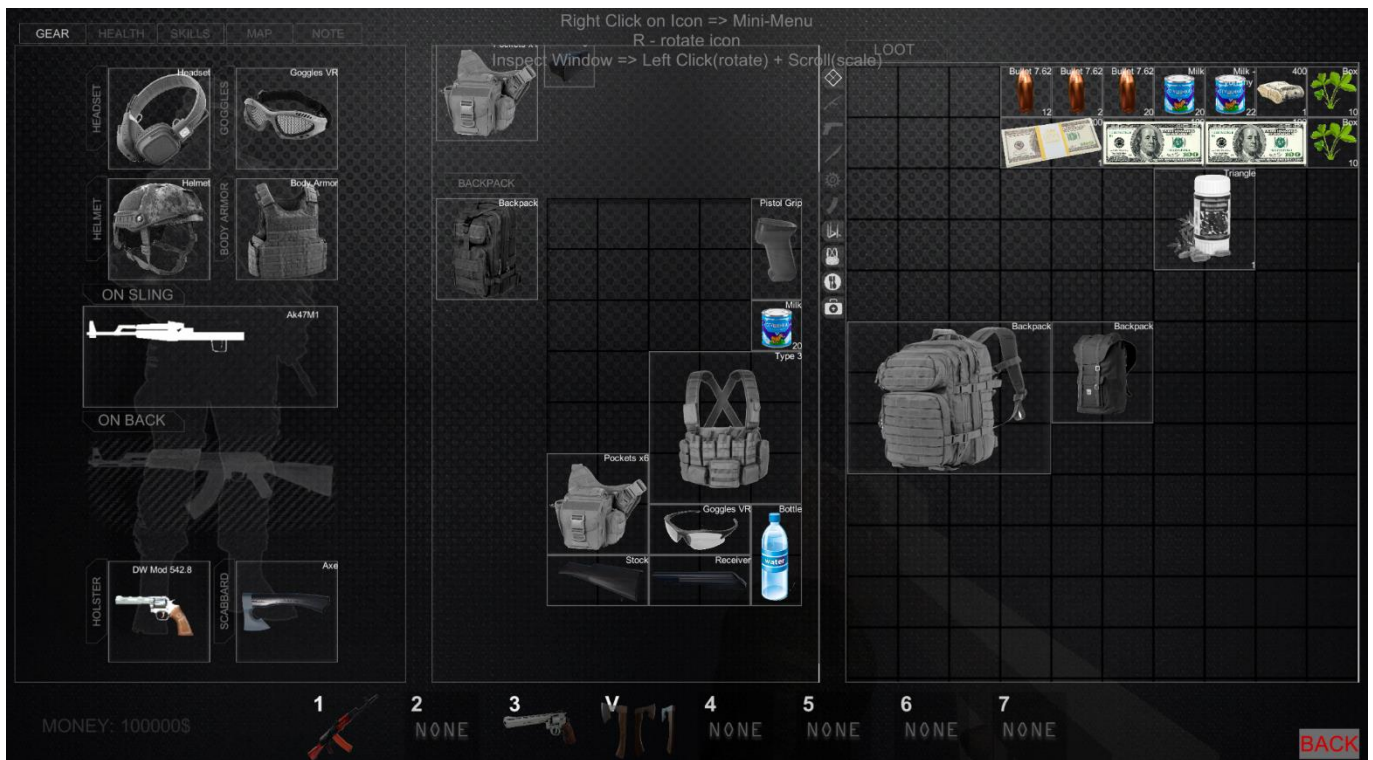 Right Click on Icon => Mini-Menu
R - rotate icon
Inspect Window => Left Click(rotate) + Scroll(scale)
GEAR
HEALTH
SKILLS
MAP
NOTE
HEADSET
Headset
GOGGLES
Goggles VR
HELMET
Helmet
BODY ARMOR
Body Armor
ON SLING
Ak47M1
ON BACK
HOLSTER
DW Mod 542.8
SCABBARD
Axe
BACKPACK
Backpack
Pistol Grip
Milk
20
Type 3
Pockets x6
Goggles VR
Bottle
water
Stock
Receiver
LOOT
Bullet 7.62
12
Bullet 7.62
2
Bullet 7.62
20
Milk
20
Milk -
22
400
1
Box
10
1
100
100
Box
10
Triangle
1
Backpack
Backpack
1
2
NONE
3
V
4
NONE
5
NONE
6
NONE
7
NONE
MONEY: 100000$
BACK